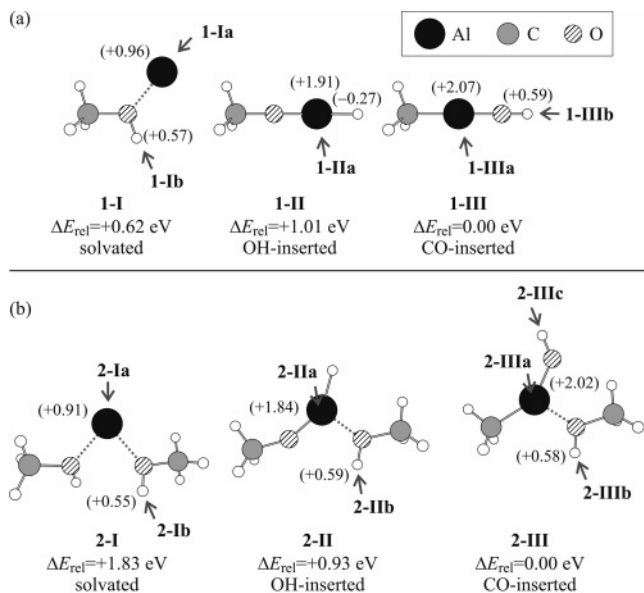 (a)
1-Ia
Al C O
(+0.96)
(+1.91)
(−0.27)
(+2.07)
(+0.59)
1-IIIb
(+0.57)
1-Ib
1-IIa
1-IIIa
1-I 1-II 1-III
ΔErel=+0.62 eV ΔErel=+1.01 eV ΔErel=0.00 eV
solvated OH-inserted CO-inserted
(b)
2-IIIc
2-Ia
2-IIa
2-IIIa
(+0.91)
(+1.84)
(+2.02)
(+0.55)
2-Ib
(+0.59)
2-IIb
(+0.58)
2-IIIb
2-I 2-II 2-III
ΔErel=+1.83 eV ΔErel=+0.93 eV ΔErel=0.00 eV
solvated OH-inserted CO-inserted